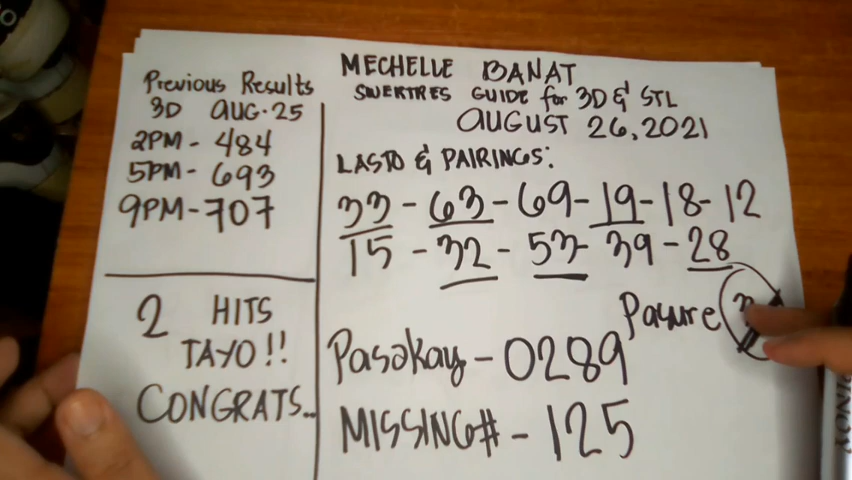 Previous Results
3D AUG.25
2PM - 484
5PM - 693
9PM - 707
2 HITS
TAYO!!
CONGRATS..
MECHELLE BANAT
SWERTRES GUIDE for 3D & STL
AUGUST 26, 2021
LASTO & PAIRINGS:
33 - 63 - 69 - 19 - 18 - 12
15 - 32 - 53 - 39 - 28
Payure
Pasakay - 0289
MISSING# - 125